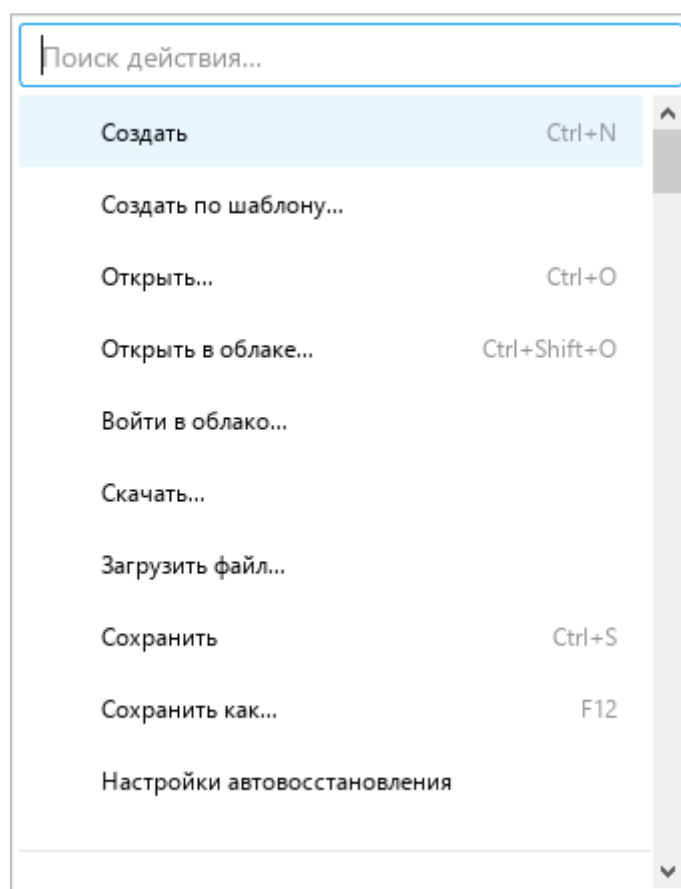 Поиск действия...
Создать Ctrl+N
Создать по шаблону...
Открыть... Ctrl+O
Открыть в облаке... Ctrl+Shift+O
Войти в облако...
Скачать...
Загрузить файл...
Сохранить Ctrl+S
Сохранить как... F12
Настройки автовосстановления